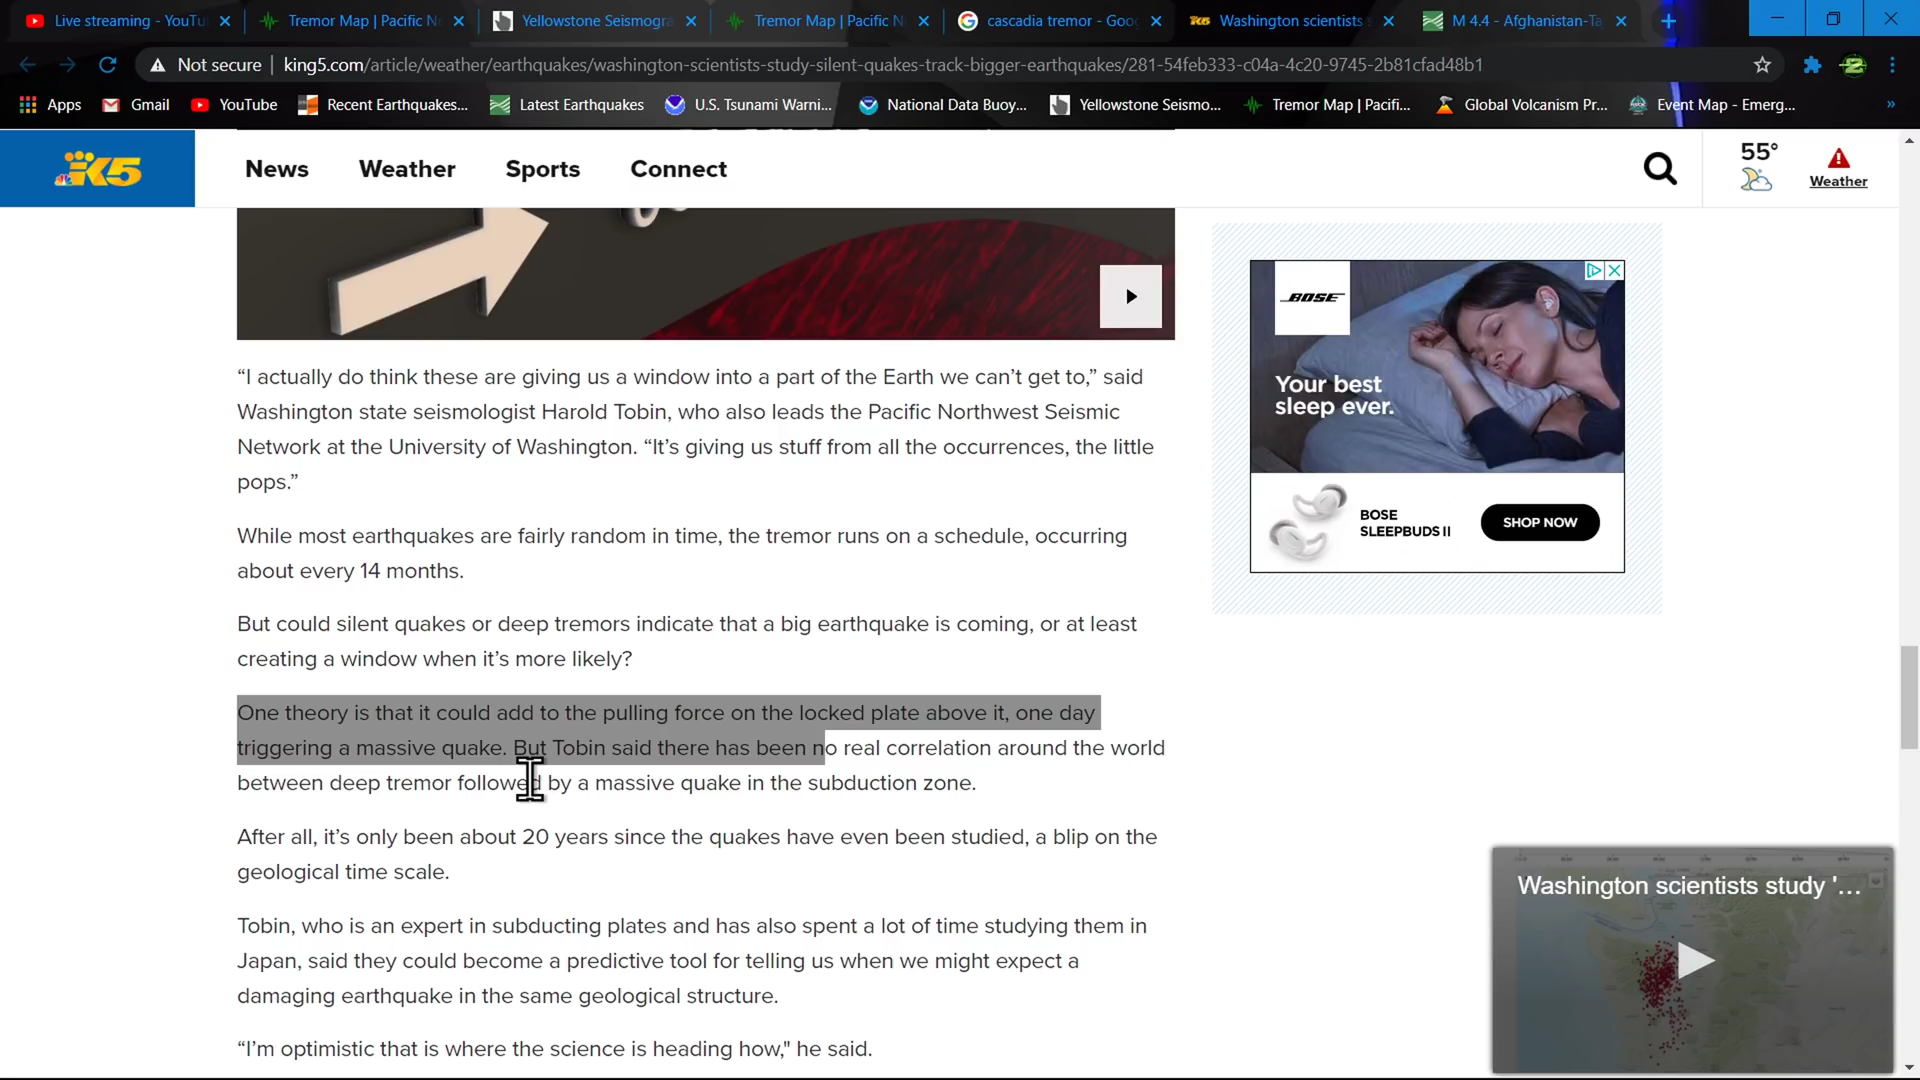 Live streaming - YouTu
Tremor Map | Pacific N
Yellowstone Seismogra
Tremor Map | Pacific N
cascadia tremor - Goog
Washington scientists s
M 4.4 - Afghanistan-Ta
Not secure | king5.com/article/weather/earthquakes/washington-scientists-study-silent-quakes-track-bigger-earthquakes/281-54feb333-c04a-4c20-9745-2b81cfad48b1
Apps
Gmail
YouTube
Recent Earthquakes...
Latest Earthquakes
U.S. Tsunami Warni...
National Data Buoy...
Yellowstone Seismo...
Tremor Map | Pacifi...
Global Volcanism Pr...
Event Map - Emerg...
»
K5
News
Weather
Sports
Connect
55°
Weather
“I actually do think these are giving us a window into a part of the Earth we can’t get to,” said
Washington state seismologist Harold Tobin, who also leads the Pacific Northwest Seismic
Network at the University of Washington. “It’s giving us stuff from all the occurrences, the little
pops.”
While most earthquakes are fairly random in time, the tremor runs on a schedule, occurring
about every 14 months.
But could silent quakes or deep tremors indicate that a big earthquake is coming, or at least
creating a window when it’s more likely?
One theory is that it could add to the pulling force on the locked plate above it, one day
triggering a massive quake. But Tobin said there has been no real correlation around the world
between deep tremor followed by a massive quake in the subduction zone.
After all, it’s only been about 20 years since the quakes have even been studied, a blip on the
geological time scale.
Tobin, who is an expert in subducting plates and has also spent a lot of time studying them in
Japan, said they could become a predictive tool for telling us when we might expect a
damaging earthquake in the same geological structure.
“I’m optimistic that is where the science is heading how," he said.
BOSE
Your best
sleep ever.
BOSE
SLEEPBUDS II
SHOP NOW
Washington scientists study '...